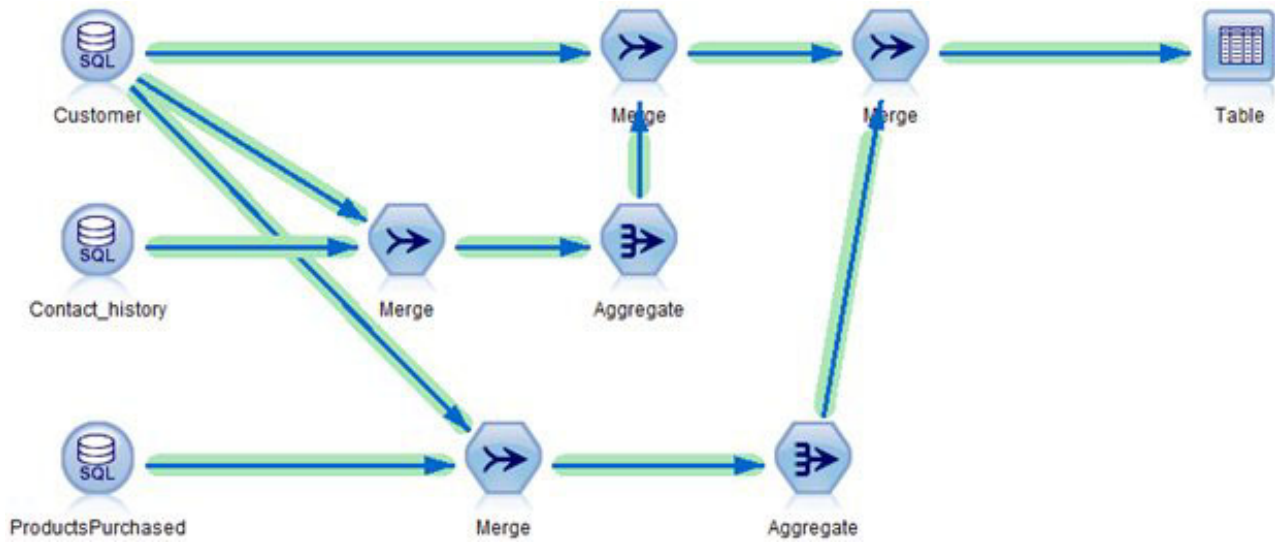 SQL
Customer
Merge
Merge
Table
SQL
Contact_history
Merge
Aggregate
SQL
ProductsPurchased
Merge
Aggregate